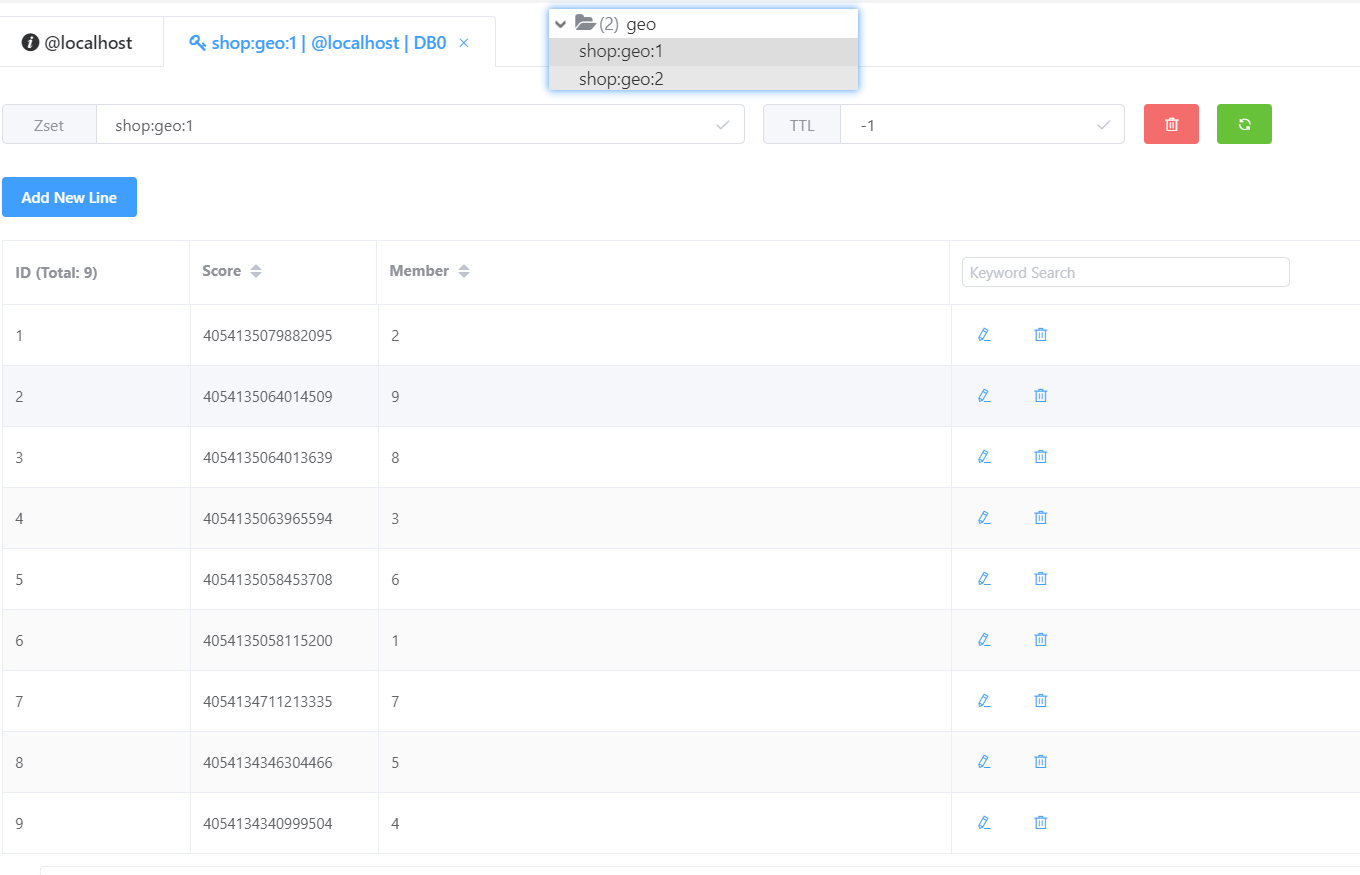 @localhost
shop:geo:1 | @localhost | DB0
(2) geo
shop:geo:1
shop:geo:2
Zset shop:geo:1 TTL -1
Add New Line
ID (Total: 9) Score Member Keyword Search
1 4054135079882095 2
2 4054135064014509 9
3 4054135064013639 8
4 4054135063965594 3
5 4054135058453708 6
6 4054135058115200 1
7 4054134711213335 7
8 4054134346304466 5
9 4054134340999504 4